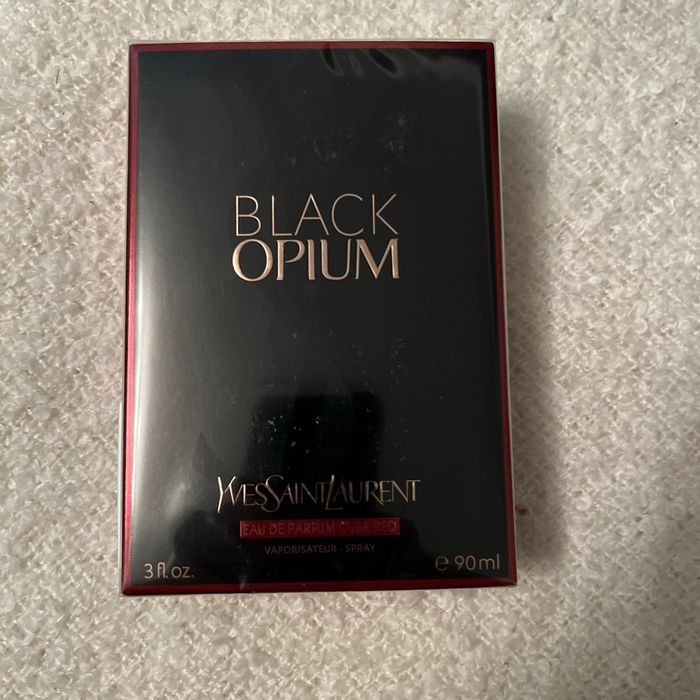 BLACK
OPIUM
YVESSAINTLAURENT
EAU DE PARFUM OVER RED
VAPORISATEUR - SPRAY
3 fl. oz. e 90 ml